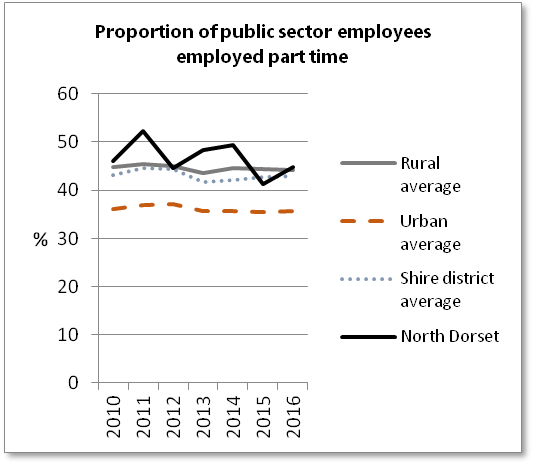 Proportion of public sector employees
employed part time
60
50
40
30
20
10
0
%
2010
2011
2012
2013
2014
2015
2016
Rural
average
Urban
average
Shire district
average
North Dorset